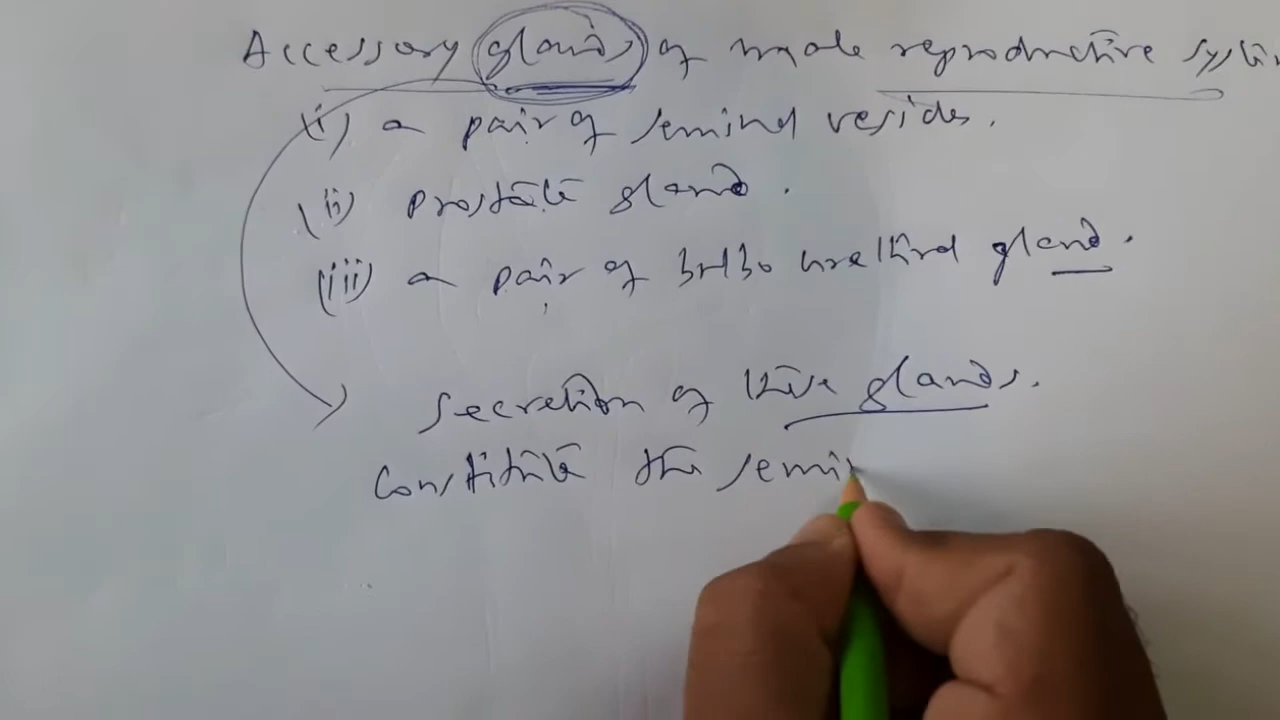 Accessory glands of male reproductive system
(i) a pair of seminal vesicles.
(ii) prostate gland.
(iii) a pair of bulbo urethral gland.
Secretion of these glands.
Constitute the semin